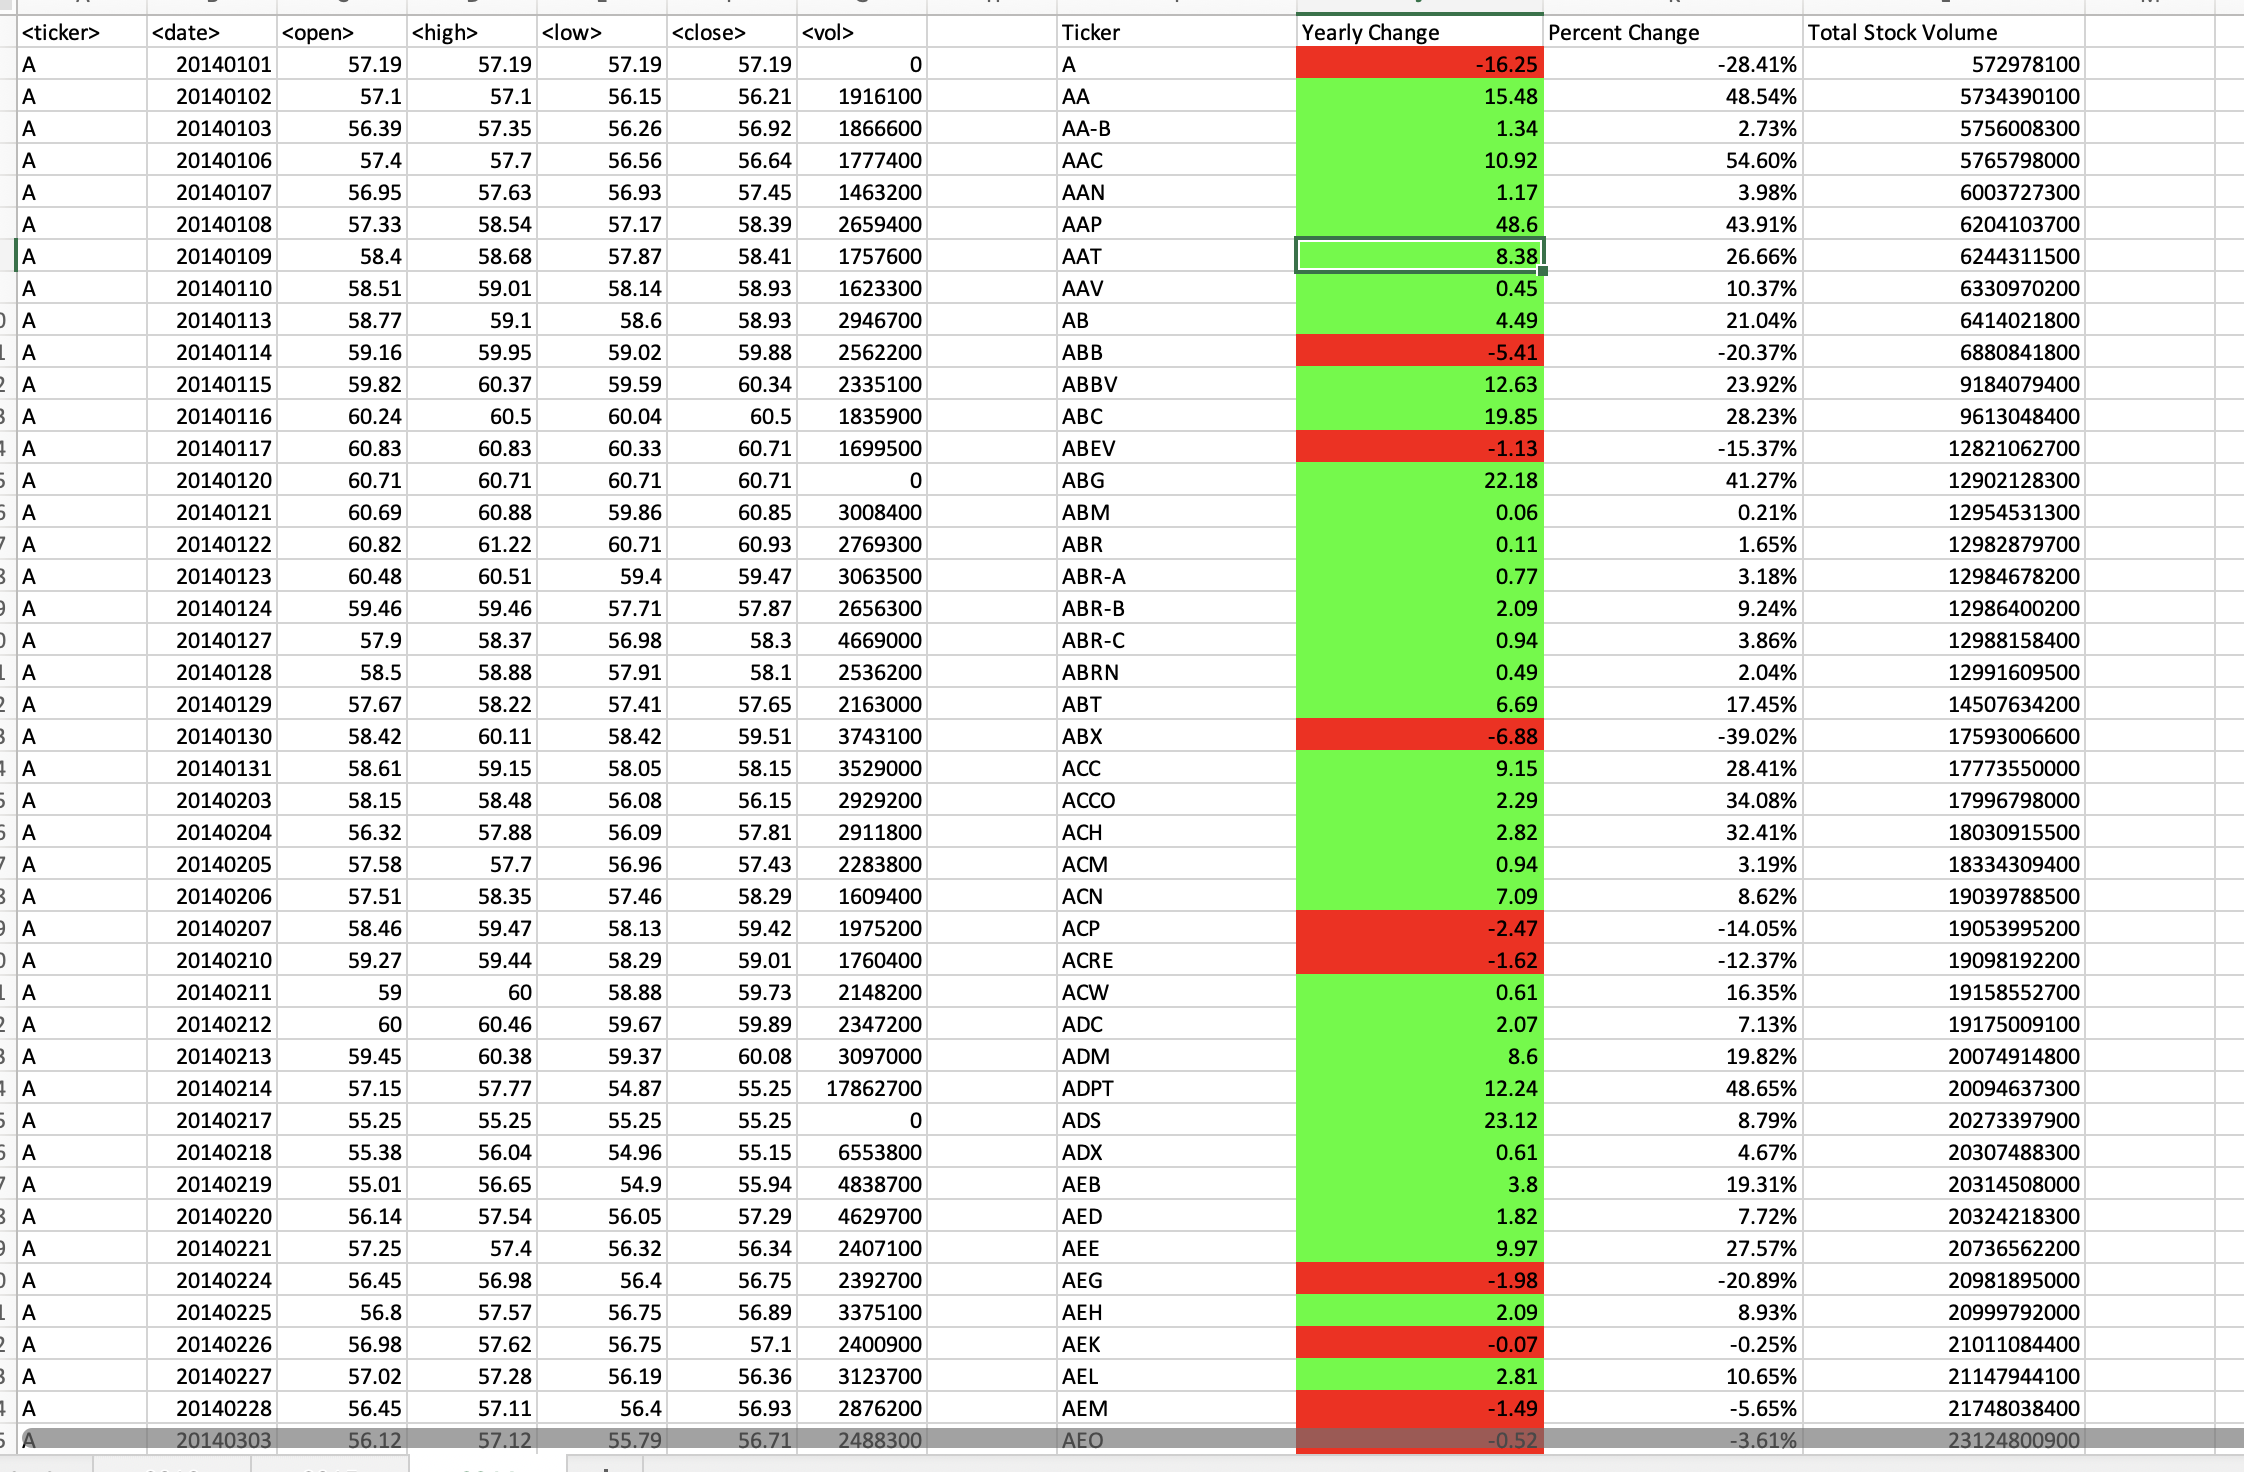 <ticker> <date> <open> <high> <low> <close> <vol> Ticker Yearly Change Percent Change Total Stock Volume
A 20140101 57.19 57.19 57.19 57.19 0 A -16.25 -28.41% 572978100
A 20140102 57.1 57.1 56.15 56.21 1916100 AA 15.48 48.54% 5734390100
A 20140103 56.39 57.35 56.26 56.92 1866600 AA-B 1.34 2.73% 5756008300
A 20140106 57.4 57.7 56.56 56.64 1777400 AAC 10.92 54.60% 5765798000
A 20140107 56.95 57.63 56.93 57.45 1463200 AAN 1.17 3.98% 6003727300
A 20140108 57.33 58.54 57.17 58.39 2659400 AAP 48.6 43.91% 6204103700
A 20140109 58.4 58.68 57.87 58.41 1757600 AAT 8.38 26.66% 6244311500
A 20140110 58.51 59.01 58.14 58.93 1623300 AAV 0.45 10.37% 6330970200
A 20140113 58.77 59.1 58.6 58.93 2946700 AB 4.49 21.04% 6414021800
A 20140114 59.16 59.95 59.02 59.88 2562200 ABB -5.41 -20.37% 6880841800
A 20140115 59.82 60.37 59.59 60.34 2335100 ABBV 12.63 23.92% 9184079400
A 20140116 60.24 60.5 60.04 60.5 1835900 ABC 19.85 28.23% 9613048400
A 20140117 60.83 60.83 60.33 60.71 1699500 ABEV -1.13 -15.37% 12821062700
A 20140120 60.71 60.71 60.71 60.71 0 ABG 22.18 41.27% 12902128300
A 20140121 60.69 60.88 59.86 60.85 3008400 ABM 0.06 0.21% 12954531300
A 20140122 60.82 61.22 60.71 60.93 2769300 ABR 0.11 1.65% 12982879700
A 20140123 60.48 60.51 59.4 59.47 3063500 ABR-A 0.77 3.18% 12984678200
A 20140124 59.46 59.46 57.71 57.87 2656300 ABR-B 2.09 9.24% 12986400200
A 20140127 57.9 58.37 56.98 58.3 4669000 ABR-C 0.94 3.86% 12988158400
A 20140128 58.5 58.88 57.91 58.1 2536200 ABRN 0.49 2.04% 12991609500
A 20140129 57.67 58.22 57.41 57.65 2163000 ABT 6.69 17.45% 14507634200
A 20140130 58.42 60.11 58.42 59.51 3743100 ABX -6.88 -39.02% 17593006600
A 20140131 58.61 59.15 58.05 58.15 3529000 ACC 9.15 28.41% 17773550000
A 20140203 58.15 58.48 56.08 56.15 2929200 ACCO 2.29 34.08% 17996798000
A 20140204 56.32 57.88 56.09 57.81 2911800 ACH 2.82 32.41% 18030915500
A 20140205 57.58 57.7 56.96 57.43 2283800 ACM 0.94 3.19% 18334309400
A 20140206 57.51 58.35 57.46 58.29 1609400 ACN 7.09 8.62% 19039788500
A 20140207 58.46 59.47 58.13 59.42 1975200 ACP -2.47 -14.05% 19053995200
A 20140210 59.27 59.44 58.29 59.01 1760400 ACRE -1.62 -12.37% 19098192200
A 20140211 59 60 58.88 59.73 2148200 ACW 0.61 16.35% 19158552700
A 20140212 60 60.46 59.67 59.89 2347200 ADC 2.07 7.13% 19175009100
A 20140213 59.45 60.38 59.37 60.08 3097000 ADM 8.6 19.82% 20074914800
A 20140214 57.15 57.77 54.87 55.25 17862700 ADPT 12.24 48.65% 20094637300
A 20140217 55.25 55.25 55.25 55.25 0 ADS 23.12 8.79% 20273397900
A 20140218 55.38 56.04 54.96 55.15 6553800 ADX 0.61 4.67% 20307488300
A 20140219 55.01 56.65 54.9 55.94 4838700 AEB 3.8 19.31% 20314508000
A 20140220 56.14 57.54 56.05 57.29 4629700 AED 1.82 7.72% 20324218300
A 20140221 57.25 57.4 56.32 56.34 2407100 AEE 9.97 27.57% 20736562200
A 20140224 56.45 56.98 56.4 56.75 2392700 AEG -1.98 -20.89% 20981895000
A 20140225 56.8 57.57 56.75 56.89 3375100 AEH 2.09 8.93% 20999792000
A 20140226 56.98 57.62 56.75 57.1 2400900 AEK -0.07 -0.25% 21011084400
A 20140227 57.02 57.28 56.19 56.36 3123700 AEL 2.81 10.65% 21147944100
A 20140228 56.45 57.11 56.4 56.93 2876200 AEM -1.49 -5.65% 21748038400
A 20140303 56.12 57.12 55.79 56.71 2488300 AEO -0.52 -3.61% 23124800900